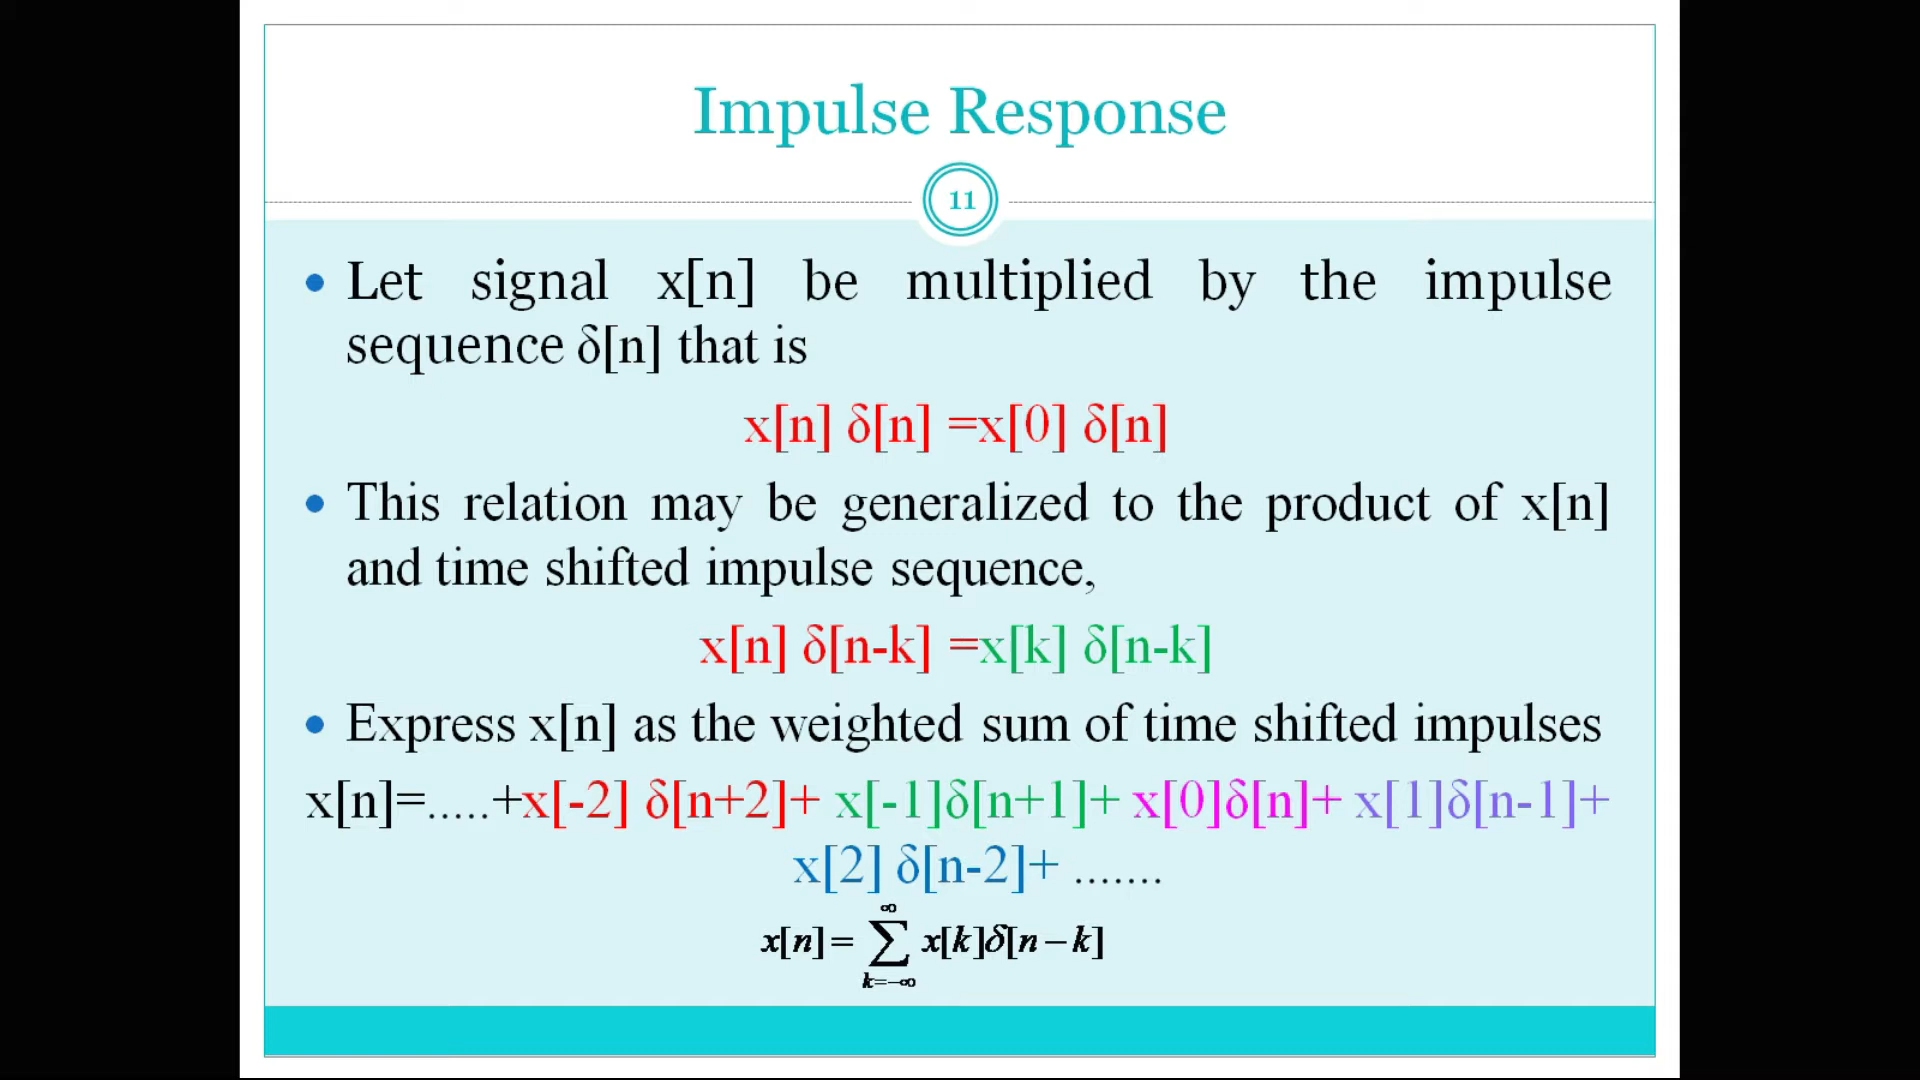 Impulse Response
11
• Let signal x[n] be multiplied by the impulse
sequence δ[n] that is
x[n] δ[n] =x[0] δ[n]
• This relation may be generalized to the product of x[n]
and time shifted impulse sequence,
x[n] δ[n-k] =x[k] δ[n-k]
• Express x[n] as the weighted sum of time shifted impulses
x[n]=.....+x[-2] δ[n+2]+ x[-1]δ[n+1]+ x[0]δ[n]+ x[1]δ[n-1]+
x[2] δ[n-2]+ .......
x[n]= ∑_{k=-∞}^{∞} x[k]δ[n-k]